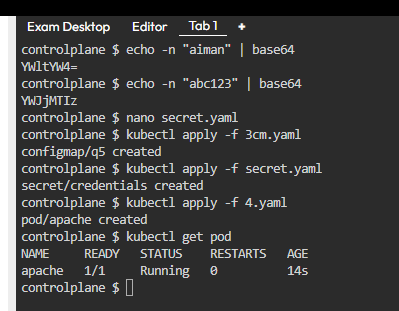 Exam Desktop Editor Tab 1 +
controlplane $ echo -n "aiman" | base64
YWltYW4=
controlplane $ echo -n "abc123" | base64
YWJjMTIz
controlplane $ nano secret.yaml
controlplane $ kubectl apply -f 3cm.yaml
configmap/q5 created
controlplane $ kubectl apply -f secret.yaml
secret/credentials created
controlplane $ kubectl apply -f 4.yaml
pod/apache created
controlplane $ kubectl get pod
NAME READY STATUS RESTARTS AGE
apache 1/1 Running 0 14s
controlplane $